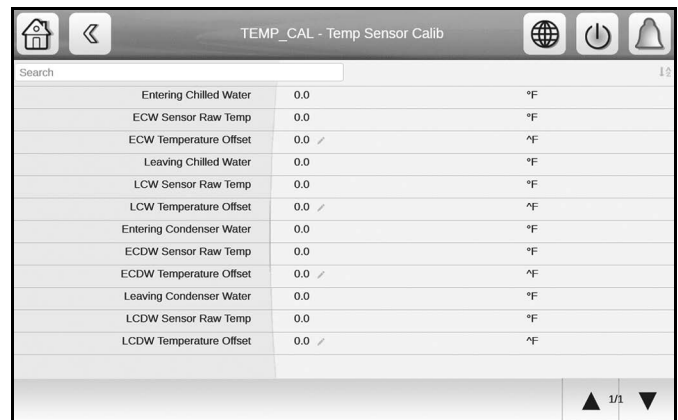 TEMP_CAL - Temp Sensor Calib
Search
Entering Chilled Water 0.0 °F
ECW Sensor Raw Temp 0.0 °F
ECW Temperature Offset 0.0 ^F
Leaving Chilled Water 0.0 °F
LCW Sensor Raw Temp 0.0 °F
LCW Temperature Offset 0.0 ^F
Entering Condenser Water 0.0 °F
ECDW Sensor Raw Temp 0.0 °F
ECDW Temperature Offset 0.0 ^F
Leaving Condenser Water 0.0 °F
LCDW Sensor Raw Temp 0.0 °F
LCDW Temperature Offset 0.0 ^F
1/1